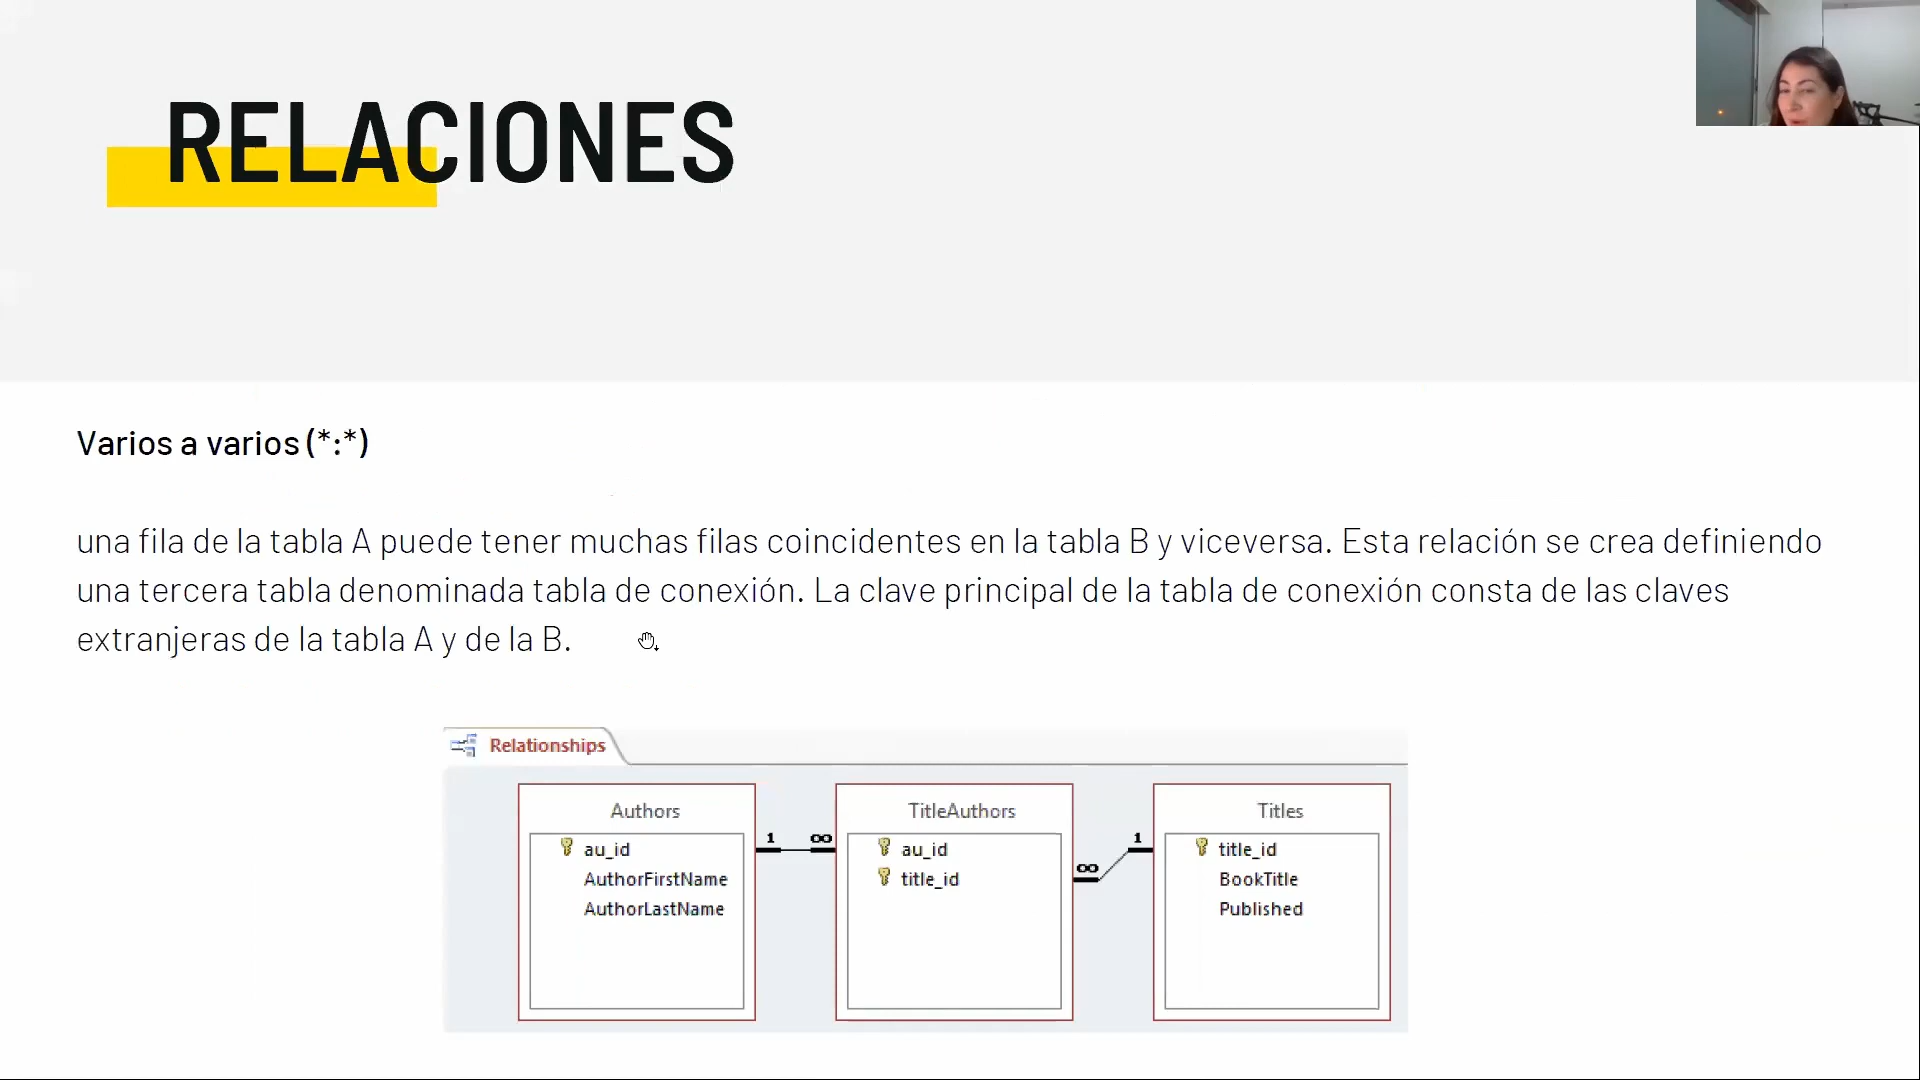 RELACIONES
Varios a varios (*:*)
una fila de la tabla A puede tener muchas filas coincidentes en la tabla B y viceversa. Esta relación se crea definiendo
una tercera tabla denominada tabla de conexión. La clave principal de la tabla de conexión consta de las claves
extranjeras de la tabla A y de la B.
Relationships
Authors
au_id
AuthorFirstName
AuthorLastName
1 ∞
TitleAuthors
au_id
title_id
∞ 1
Titles
title_id
BookTitle
Published